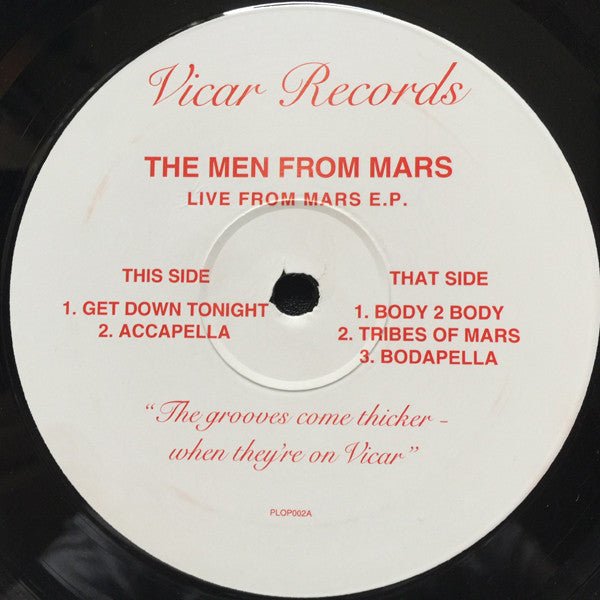 Vicar Records
THE MEN FROM MARS
LIVE FROM MARS E.P.
THIS SIDE
1. GET DOWN TONIGHT
2. ACCAPELLA
THAT SIDE
1. BODY 2 BODY
2. TRIBES OF MARS
3. BODAPELLA
“The grooves come thicker -
when they're on Vicar”
PLOP002A